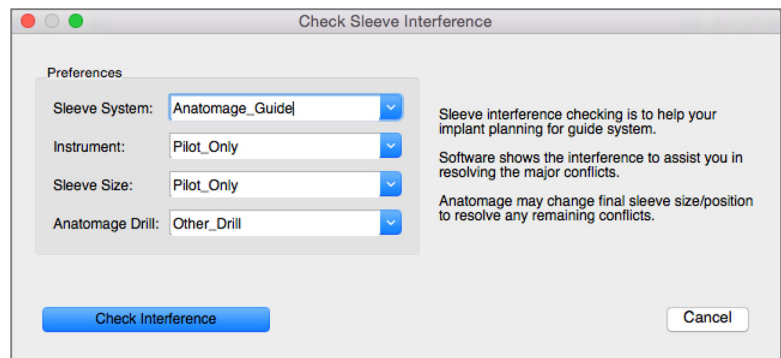 Check Sleeve Interference
Preferences
Sleeve System: Anatomage_Guide
Instrument: Pilot_Only
Sleeve Size: Pilot_Only
Anatomage Drill: Other_Drill
Sleeve interference checking is to help your
implant planning for guide system.
Software shows the interference to assist you in
resolving the major conflicts.
Anatomage may change final sleeve size/position
to resolve any remaining conflicts.
Check Interference
Cancel